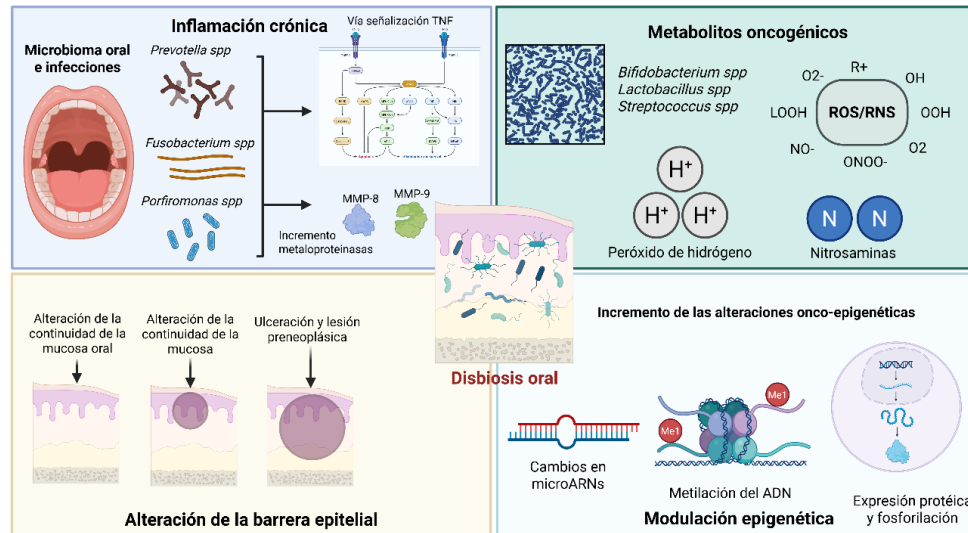 Inflamación crónica
Microbioma oral
e infecciones
Prevotella spp
Fusobacterium spp
Porfiromonas spp
Vía señalización TNF
MMP-8
MMP-9
Incremento
metaloproteinasas
Metabolitos oncogénicos
Bifidobacterium spp
Lactobacillus spp
Streptococcus spp
R+
O2-
OH
LOOH
ROS/RNS
OOH
NO-
O2
ONOO-
H+
H+
H+
Peróxido de hidrógeno
N
N
Nitrosaminas
Disbiosis oral
Alteración de la
continuidad de la
mucosa oral
Alteración de la
continuidad de la
mucosa
Ulceración y lesión
preneoplásica
Alteración de la barrera epitelial
Incremento de las alteraciones onco-epigenéticas
Cambios en
microARNs
Me1
Me1
Metilación del ADN
Expresión protéica
y fosforilación
Modulación epigenética